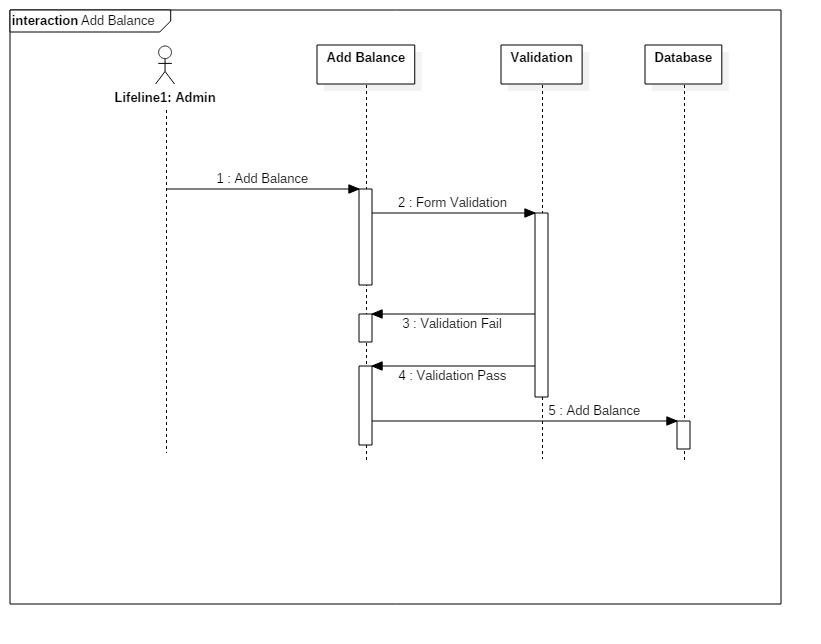 interaction Add Balance
Add Balance
Validation
Database
Lifeline1: Admin
1 : Add Balance
2 : Form Validation
3 : Validation Fail
4 : Validation Pass
5 : Add Balance